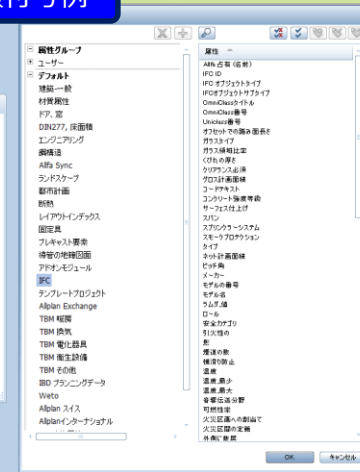 属性グループ
ユーザー
デフォルト
建築一般
材質属性
ドア、窓
DIN277, 床面積
エンジニアリング
鋼構造
Allfa Sync
ランドスケープ
都市計画
断熱
レイアウトインデックス
固定具
プレキャスト要素
導管の地籍図面
アドオンモジュール
IFC
テンプレートプロジェクト
Allplan Exchange
TBM 暖房
TBM 換気
TBM 電化器具
TBM 衛生設備
TBM その他
IBD プランニングデータ
Weto
Allplan スイス
Allplanインターナショナル
属性
Allfa 占有 (名前)
IFC ID
IFC オブジェクトタイプ
IFCオブジェクトサブタイプ
OmniClassタイトル
OmniClass番号
Uniclass番号
オフセットでの踏み面長さ
ガラスタイプ
ガラス領域比率
くびれの厚さ
クリアランス必須
グロス計画面積
コードテキスト
コンクリート強度等級
サーフェス仕上げ
スパン
スプリンクラーシステム
スモークプロテクション
タイプ
ネット計画面積
ピッチ角
メーカー
モデルの番号
モデル名
ラムダ_値
ロール
安全カテゴリ
引火性の
形
煙道の数
横滑り防止
温度
温度_最少
温度_最大
音響伝送分野
可燃性率
火災区画への割当て
火災区画の定義
OK
キャンセル